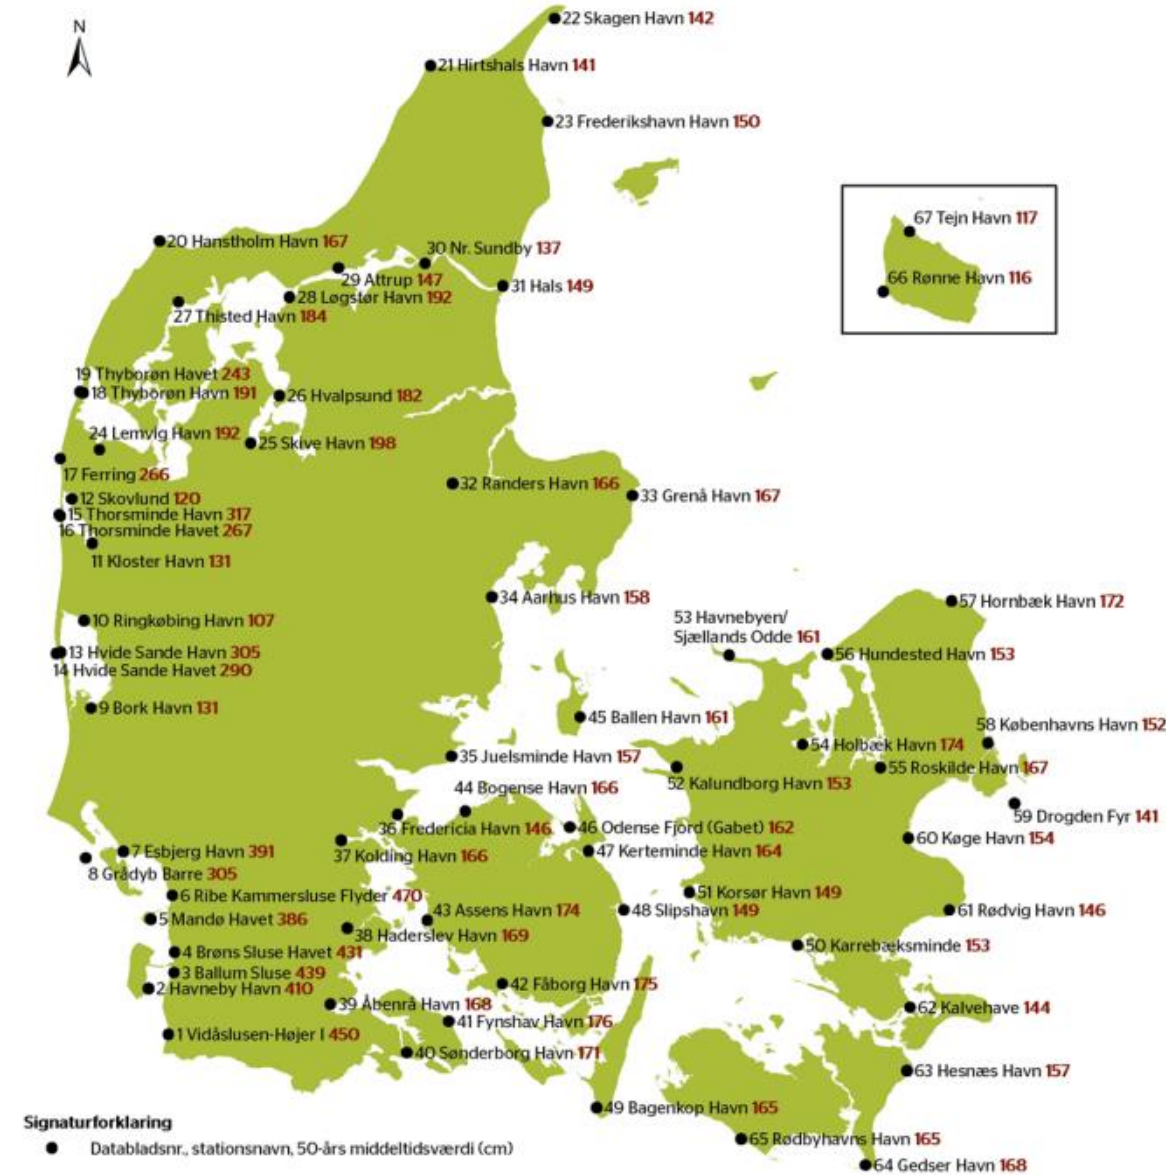 N
22 Skagen Havn 142
21 Hirtshals Havn 141
23 Frederikshavn Havn 150
67 Tejn Havn 117
66 Rønne Havn 116
20 Hanstholm Havn 167
30 Nr. Sundby 137
29 Attrup 147
31 Hals 149
28 Løgstør Havn 192
27 Thisted Havn 184
19 Thyborøn Havet 243
18 Thyborøn Havn 191
26 Hvalpsund 182
24 Lemvig Havn 192
25 Skive Havn 198
17 Ferring 266
32 Randers Havn 166
33 Grenå Havn 167
12 Skovlund 120
15 Thorsminde Havn 317
16 Thorsminde Havet 267
11 Kloster Havn 131
34 Aarhus Havn 158
57 Hornbæk Havn 172
10 Ringkøbing Havn 107
53 Havnebyen/
Sjællands Odde 161
13 Hvide Sande Havn 305
56 Hundested Havn 153
14 Hvide Sande Havet 290
9 Bork Havn 131
45 Ballen Havn 161
58 Københavns Havn 152
54 Holbæk Havn 174
35 Juelsminde Havn 157
55 Roskilde Havn 167
52 Kalundborg Havn 153
44 Bogense Havn 166
59 Drogden Fyr 141
36 Fredericia Havn 146
46 Odense Fjord (Gabet) 162
60 Køge Havn 154
7 Esbjerg Havn 391
37 Kolding Havn 166
47 Kerteminde Havn 164
8 Grådyb Barre 305
6 Ribe Kammersluse Flyder 470
51 Korsør Havn 149
43 Assens Havn 174
48 Slipshavn 149
61 Rødvig Havn 146
5 Mandø Havet 386
38 Haderslev Havn 169
50 Karrebæksminde 153
4 Brøns Sluse Havet 431
3 Ballum Sluse 439
2 Havneby Havn 410
42 Fåborg Havn 175
39 Åbenrå Havn 168
62 Kalvehave 144
41 Fynshav Havn 176
1 Vidåslusen-Højer I 450
40 Sønderborg Havn 171
63 Hesnæs Havn 157
49 Bagenkop Havn 165
65 Rødbyhavns Havn 165
64 Gedser Havn 168
Signaturforklaring
Databladsnr., stationsnavn, 50-års middeltidsværdi (cm)